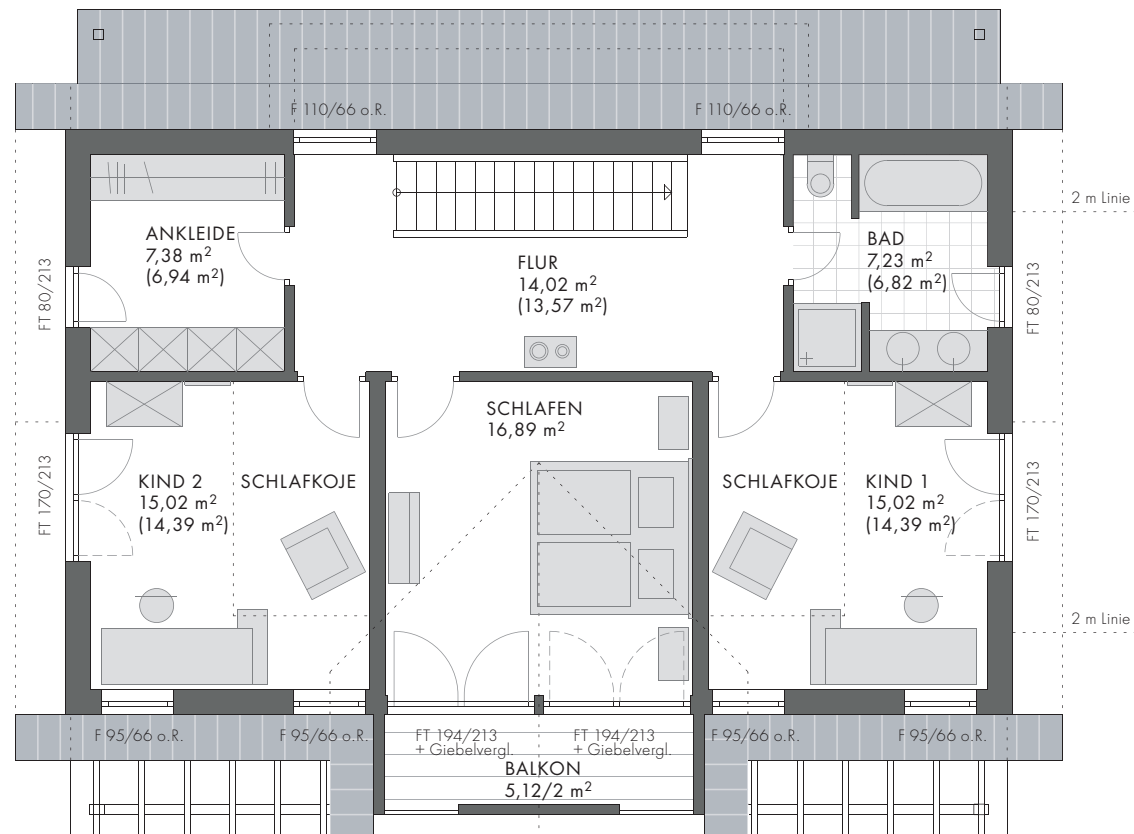 F 110/66 o.R.
F 110/66 o.R.
2 m Linie
ANKLEIDE
7,38 m²
(6,94 m²)
FLUR
14,02 m²
(13,57 m²)
BAD
7,23 m²
(6,82 m²)
FT 80/213
FT 80/213
SCHLAFEN
16,89 m²
KIND 2
15,02 m²
(14,39 m²)
SCHLAFKOJE
SCHLAFKOJE
KIND 1
15,02 m²
(14,39 m²)
FT 170/213
FT 170/213
2 m Linie
F 95/66 o.R.
F 95/66 o.R.
FT 194/213
+ Giebelvergl.
FT 194/213
+ Giebelvergl.
F 95/66 o.R.
F 95/66 o.R.
BALKON
5,12/2 m²